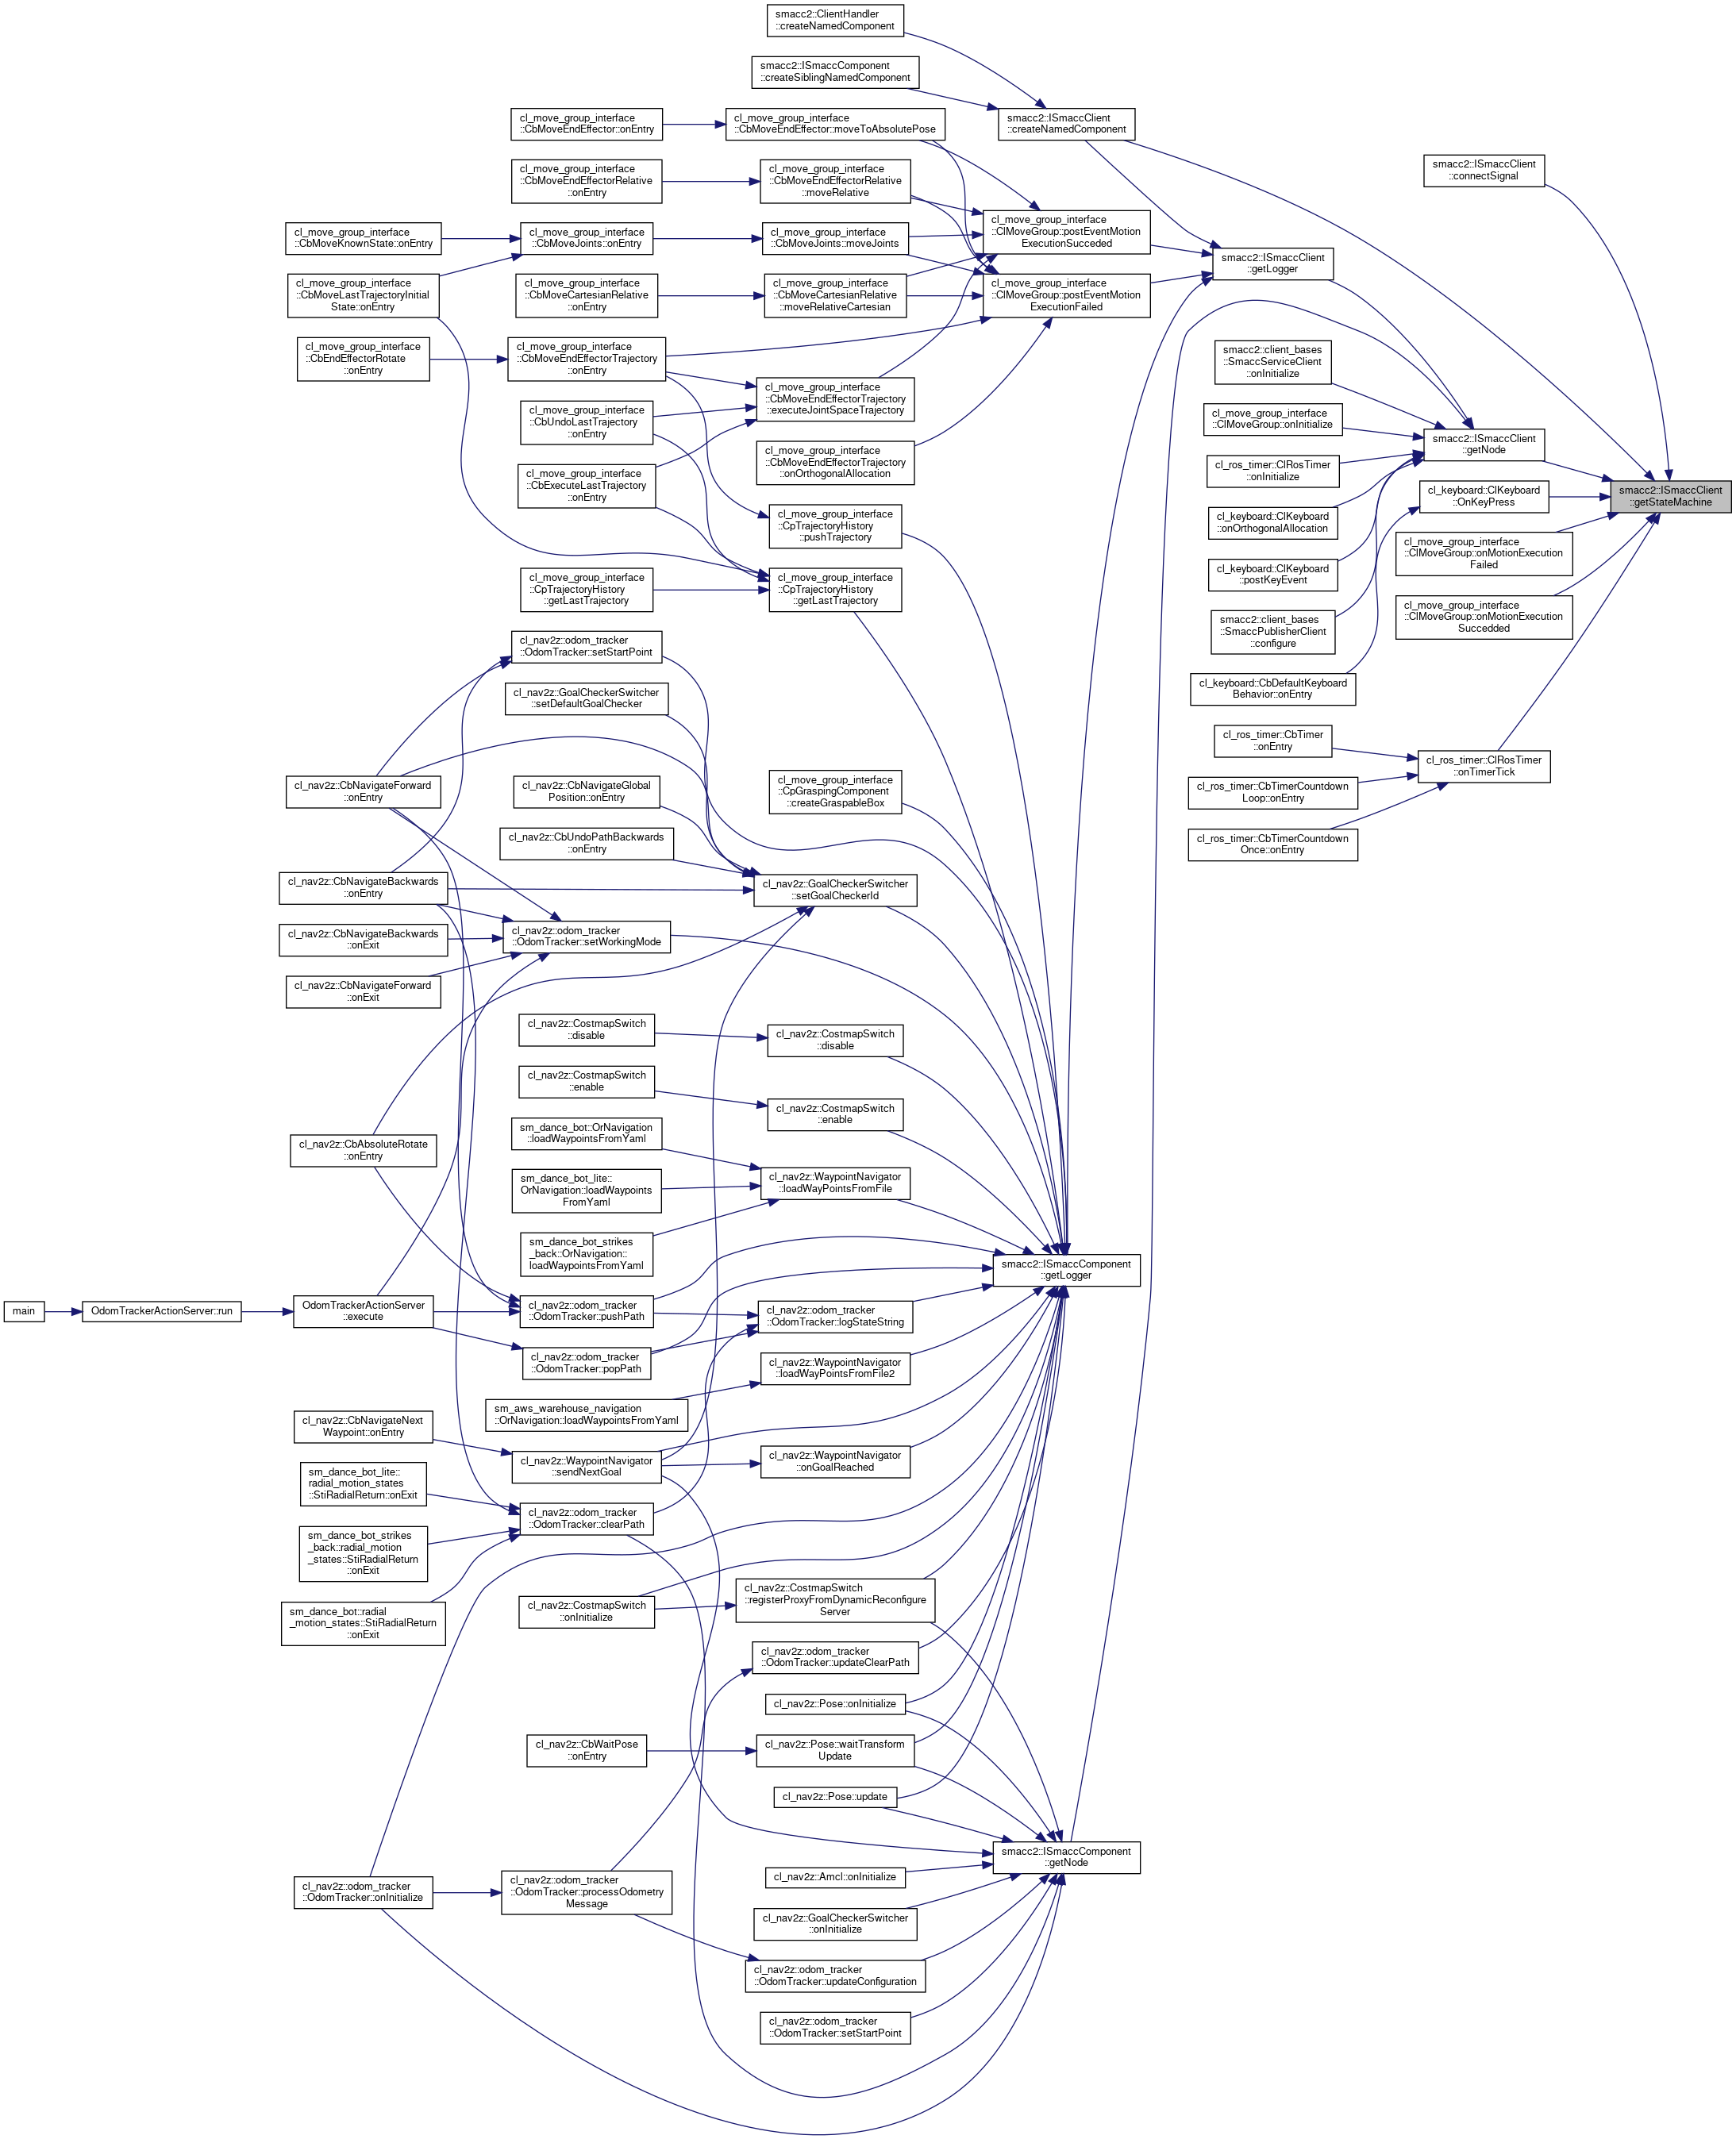 smacc2::ClientHandler
::createNamedComponent
smacc2::ISmaccComponent
::createSiblingNamedComponent
cl_move_group_interface
::CbMoveEndEffector::onEntry
cl_move_group_interface
::CbMoveEndEffector::moveToAbsolutePose
smacc2::ISmaccClient
::createNamedComponent
smacc2::ISmaccClient
::connectSignal
cl_move_group_interface
::CbMoveEndEffectorRelative
::onEntry
cl_move_group_interface
::CbMoveEndEffectorRelative
::moveRelative
cl_move_group_interface
::CbMoveKnownState::onEntry
cl_move_group_interface
::CbMoveJoints::onEntry
cl_move_group_interface
::CbMoveJoints::moveJoints
cl_move_group_interface
::ClMoveGroup::postEventMotion
ExecutionSucceded
smacc2::ISmaccClient
::getLogger
cl_move_group_interface
::CbMoveLastTrajectoryInitial
State::onEntry
cl_move_group_interface
::CbMoveCartesianRelative
::onEntry
cl_move_group_interface
::CbMoveCartesianRelative
::moveRelativeCartesian
cl_move_group_interface
::ClMoveGroup::postEventMotion
ExecutionFailed
cl_move_group_interface
::CbEndEffectorRotate
::onEntry
cl_move_group_interface
::CbMoveEndEffectorTrajectory
::onEntry
smacc2::client_bases
::SmaccServiceClient
::onInitialize
cl_move_group_interface
::CbMoveEndEffectorTrajectory
::executeJointSpaceTrajectory
cl_move_group_interface
::CbUndoLastTrajectory
::onEntry
cl_move_group_interface
::ClMoveGroup::onInitialize
smacc2::ISmaccClient
::getNode
cl_move_group_interface
::CbMoveEndEffectorTrajectory
::onOrthogonalAllocation
cl_move_group_interface
::CbExecuteLastTrajectory
::onEntry
cl_ros_timer::ClRosTimer
::onInitialize
cl_keyboard::ClKeyboard
::OnKeyPress
smacc2::ISmaccClient
::getStateMachine
cl_move_group_interface
::CpTrajectoryHistory
::pushTrajectory
cl_keyboard::ClKeyboard
::onOrthogonalAllocation
cl_move_group_interface
::ClMoveGroup::onMotionExecution
Failed
cl_move_group_interface
::CpTrajectoryHistory
::getLastTrajectory
cl_move_group_interface
::CpTrajectoryHistory
::getLastTrajectory
cl_keyboard::ClKeyboard
::postKeyEvent
cl_move_group_interface
::ClMoveGroup::onMotionExecution
Succedded
smacc2::client_bases
::SmaccPublisherClient
::configure
cl_nav2z::odom_tracker
::OdomTracker::setStartPoint
cl_nav2z::GoalCheckerSwitcher
::setDefaultGoalChecker
cl_keyboard::CbDefaultKeyboard
Behavior::onEntry
cl_ros_timer::CbTimer
::onEntry
cl_ros_timer::ClRosTimer
::onTimerTick
cl_nav2z::CbNavigateForward
::onEntry
cl_nav2z::CbNavigateGlobal
Position::onEntry
cl_move_group_interface
::CpGraspingComponent
::createGraspableBox
cl_ros_timer::CbTimerCountdown
Loop::onEntry
cl_nav2z::CbUndoPathBackwards
::onEntry
cl_ros_timer::CbTimerCountdown
Once::onEntry
cl_nav2z::CbNavigateBackwards
::onEntry
cl_nav2z::GoalCheckerSwitcher
::setGoalCheckerId
cl_nav2z::CbNavigateBackwards
::onExit
cl_nav2z::odom_tracker
::OdomTracker::setWorkingMode
cl_nav2z::CbNavigateForward
::onExit
cl_nav2z::CostmapSwitch
::disable
cl_nav2z::CostmapSwitch
::disable
cl_nav2z::CostmapSwitch
::enable
cl_nav2z::CostmapSwitch
::enable
cl_nav2z::CbAbsoluteRotate
::onEntry
sm_dance_bot::OrNavigation
::loadWaypointsFromYaml
sm_dance_bot_lite::
OrNavigation::loadWaypoints
FromYaml
cl_nav2z::WaypointNavigator
::loadWayPointsFromFile
sm_dance_bot_strikes
_back::OrNavigation::
loadWaypointsFromYaml
smacc2::ISmaccComponent
::getLogger
main
OdomTrackerActionServer::run
OdomTrackerActionServer
::execute
cl_nav2z::odom_tracker
::OdomTracker::pushPath
cl_nav2z::odom_tracker
::OdomTracker::logStateString
cl_nav2z::odom_tracker
::OdomTracker::popPath
cl_nav2z::WaypointNavigator
::loadWayPointsFromFile2
sm_aws_warehouse_navigation
::OrNavigation::loadWaypointsFromYaml
cl_nav2z::CbNavigateNext
Waypoint::onEntry
cl_nav2z::WaypointNavigator
::sendNextGoal
cl_nav2z::WaypointNavigator
::onGoalReached
sm_dance_bot_lite::
radial_motion_states
::StiRadialReturn::onExit
cl_nav2z::odom_tracker
::OdomTracker::clearPath
sm_dance_bot_strikes
_back::radial_motion
_states::StiRadialReturn
::onExit
sm_dance_bot::radial
_motion_states::StiRadialReturn
::onExit
cl_nav2z::CostmapSwitch
::onInitialize
cl_nav2z::CostmapSwitch
::registerProxyFromDynamicReconfigure
Server
cl_nav2z::odom_tracker
::OdomTracker::updateClearPath
cl_nav2z::Pose::onInitialize
cl_nav2z::CbWaitPose
::onEntry
cl_nav2z::Pose::waitTransform
Update
cl_nav2z::Pose::update
smacc2::ISmaccComponent
::getNode
cl_nav2z::Amcl::onInitialize
cl_nav2z::odom_tracker
::OdomTracker::onInitialize
cl_nav2z::odom_tracker
::OdomTracker::processOdometry
Message
cl_nav2z::GoalCheckerSwitcher
::onInitialize
cl_nav2z::odom_tracker
::OdomTracker::updateConfiguration
cl_nav2z::odom_tracker
::OdomTracker::setStartPoint